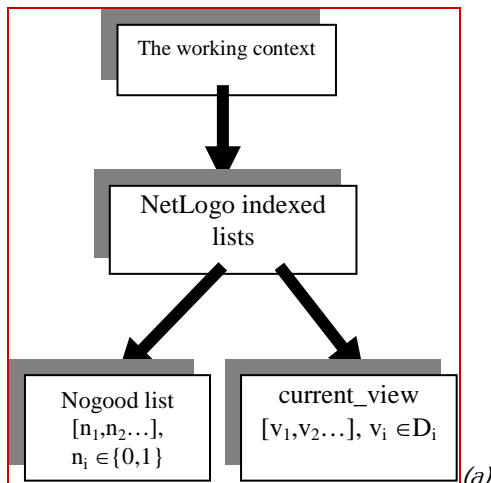 The working context
NetLogo indexed
lists
Nogood list
[n₁,n₂…],
nᵢ ∈{0,1}
current_view
[v₁,v₂…], vᵢ ∈Dᵢ
(a)